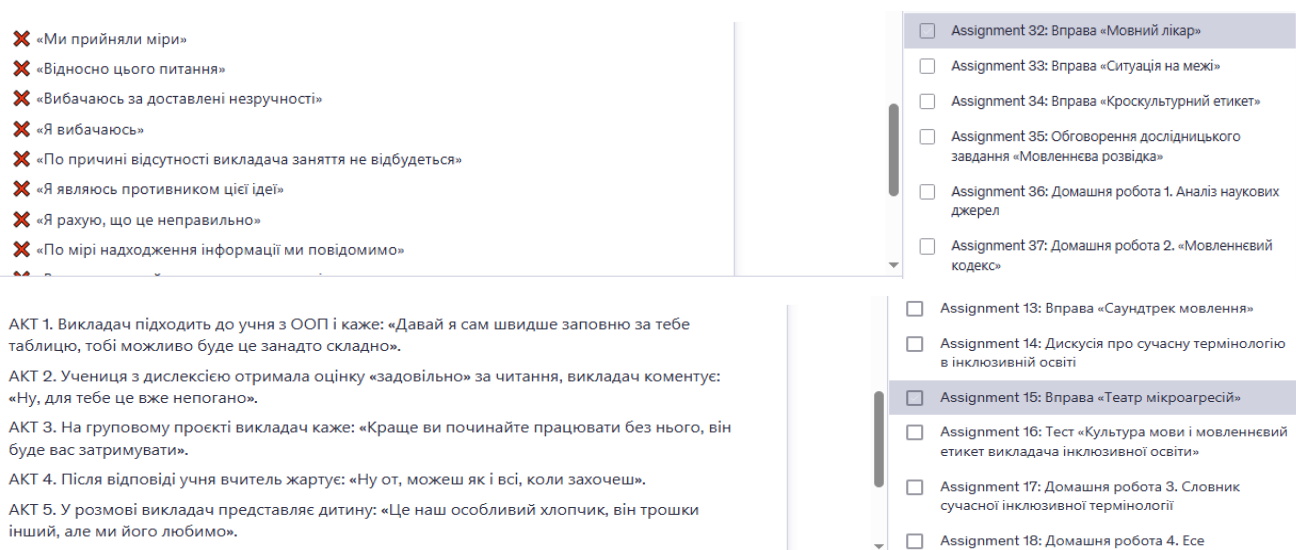 ❌ «Ми прийняли міри»
❌ «Відносно цього питання»
❌ «Вибачаюсь за доставлені незручності»
❌ «Я вибачаюсь»
❌ «По причині відсутності викладача заняття не відбудеться»
❌ «Я являюсь противником цієї ідеї»
❌ «Я рахую, що це неправильно»
❌ «По мірі надходження інформації ми повідомимо»
Assignment 32: Вправа «Мовний лікар»
Assignment 33: Вправа «Ситуація на межі»
Assignment 34: Вправа «Кроскультурний етикет»
Assignment 35: Обговорення дослідницького
завдання «Мовленнєва розвідка»
Assignment 36: Домашня робота 1. Аналіз наукових
джерел
Assignment 37: Домашня робота 2. «Мовленнєвий
кодекс»
АКТ 1. Викладач підходить до учня з ООП і каже: «Давай я сам швидше заповню за тебе
таблицю, тобі можливо буде це занадто складно».
АКТ 2. Учениця з дислексією отримала оцінку «задовільно» за читання, викладач коментує:
«Ну, для тебе це вже непогано».
АКТ 3. На груповому проєкті викладач каже: «Краще ви починайте працювати без нього, він
буде вас затримувати».
АКТ 4. Після відповіді учня вчитель жартує: «Ну от, можеш як і всі, коли захочеш».
АКТ 5. У розмові викладач представляє дитину: «Це наш особливий хлопчик, він трошки
інший, але ми його любимо».
Assignment 13: Вправа «Саундтрек мовлення»
Assignment 14: Дискусія про сучасну термінологію
в інклюзивній освіті
Assignment 15: Вправа «Театр мікроагресій»
Assignment 16: Тест «Культура мови і мовленнєвий
етикет викладача інклюзивної освіти»
Assignment 17: Домашня робота 3. Словник
сучасної інклюзивної термінології
Assignment 18: Домашня робота 4. Есе